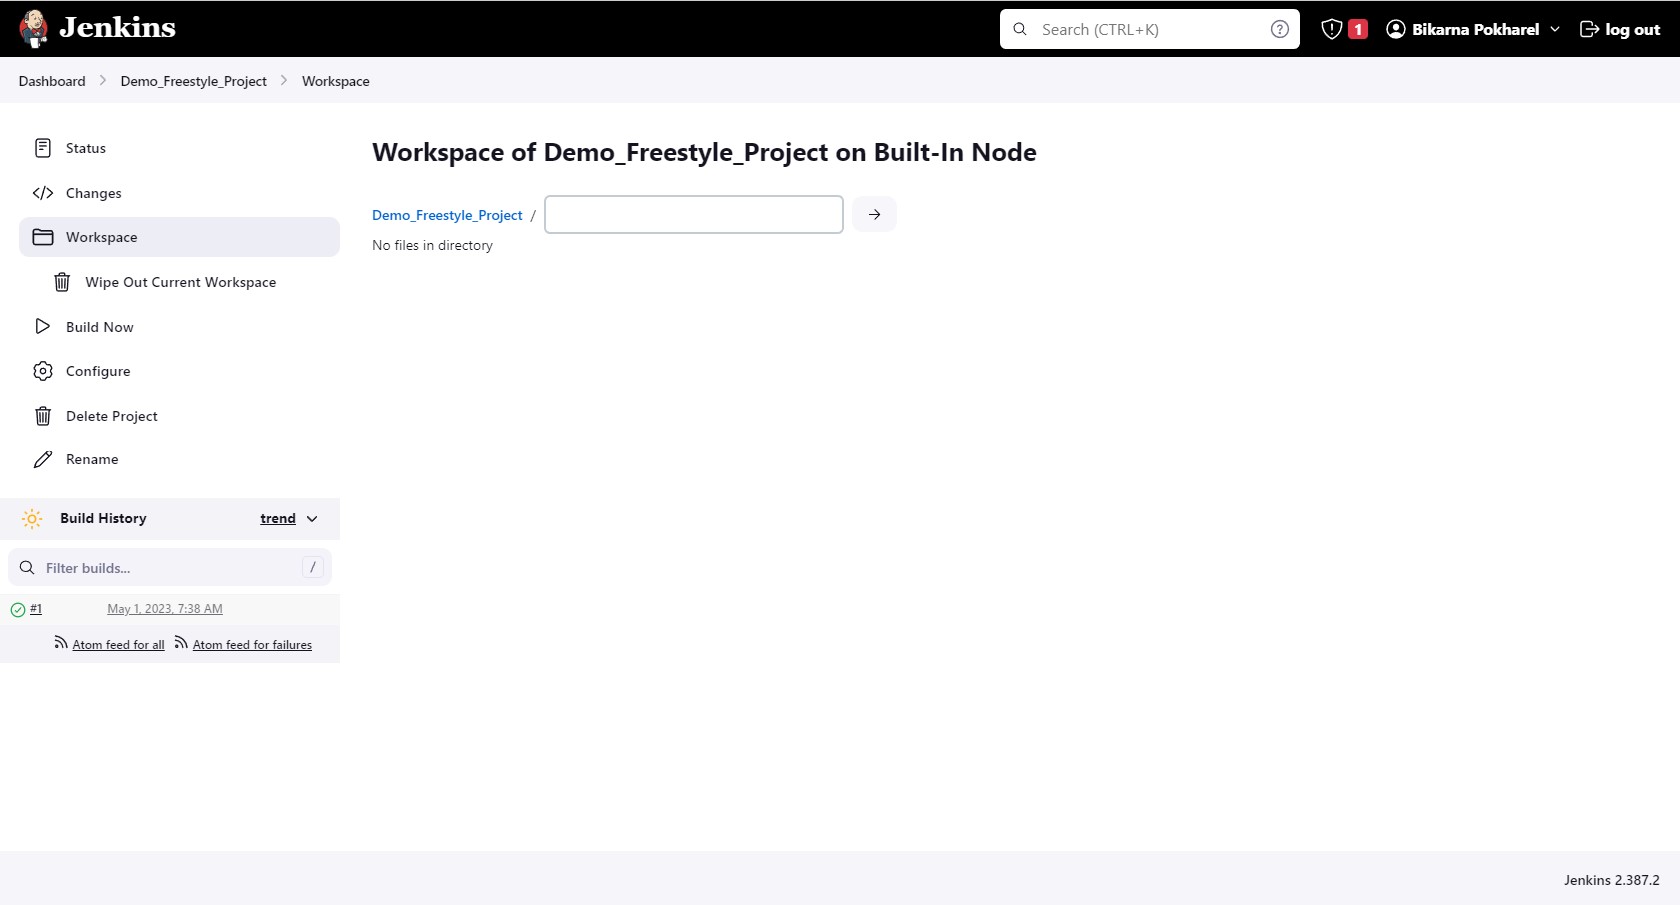 Jenkins
Search (CTRL+K)
1
Bikarna Pokharel
log out
Dashboard
Demo_Freestyle_Project
Workspace
Status
Changes
Workspace
Wipe Out Current Workspace
Build Now
Configure
Delete Project
Rename
Build History
trend
Filter builds...
/
#1
May 1, 2023, 7:38 AM
Atom feed for all
Atom feed for failures
Workspace of Demo_Freestyle_Project on Built-In Node
Demo_Freestyle_Project /
No files in directory
Jenkins 2.387.2